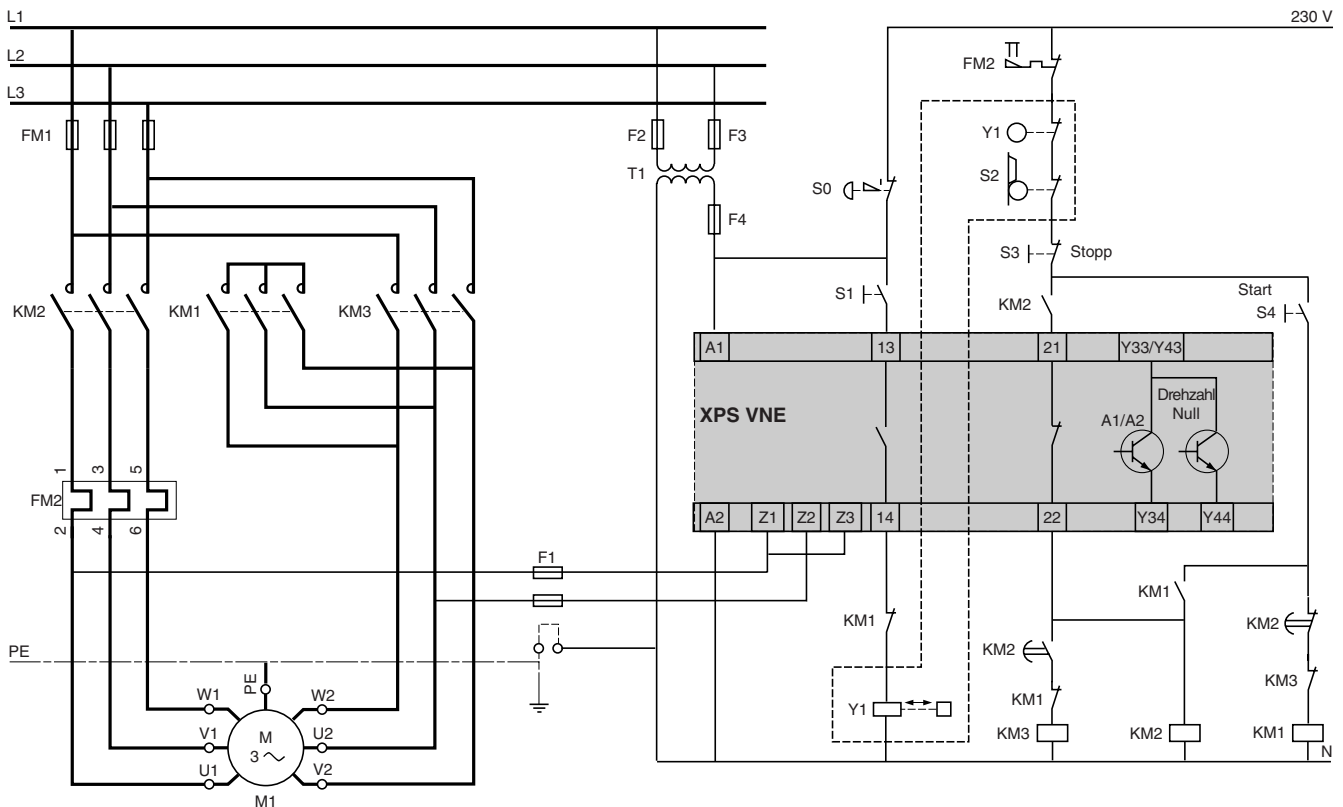 L1
230 V
L2
FM2
L3
FM1
F2
F3
Y1
T1
S2
S0
F4
S3
Stopp
S1
Start
KM2
KM1
KM3
KM2
S4
A1
13
21
Y33/Y43
XPS VNE
Drehzahl
Null
A1/A2
1
3
5
FM2
2
4
6
A2
Z1
Z2
Z3
14
22
Y34
Y44
F1
KM1
KM1
KM2
KM2
PE
PE
KM1
KM3
W1
W2
Y1
M
3
V1
U2
KM3
KM2
KM1
N
U1
V2
M1